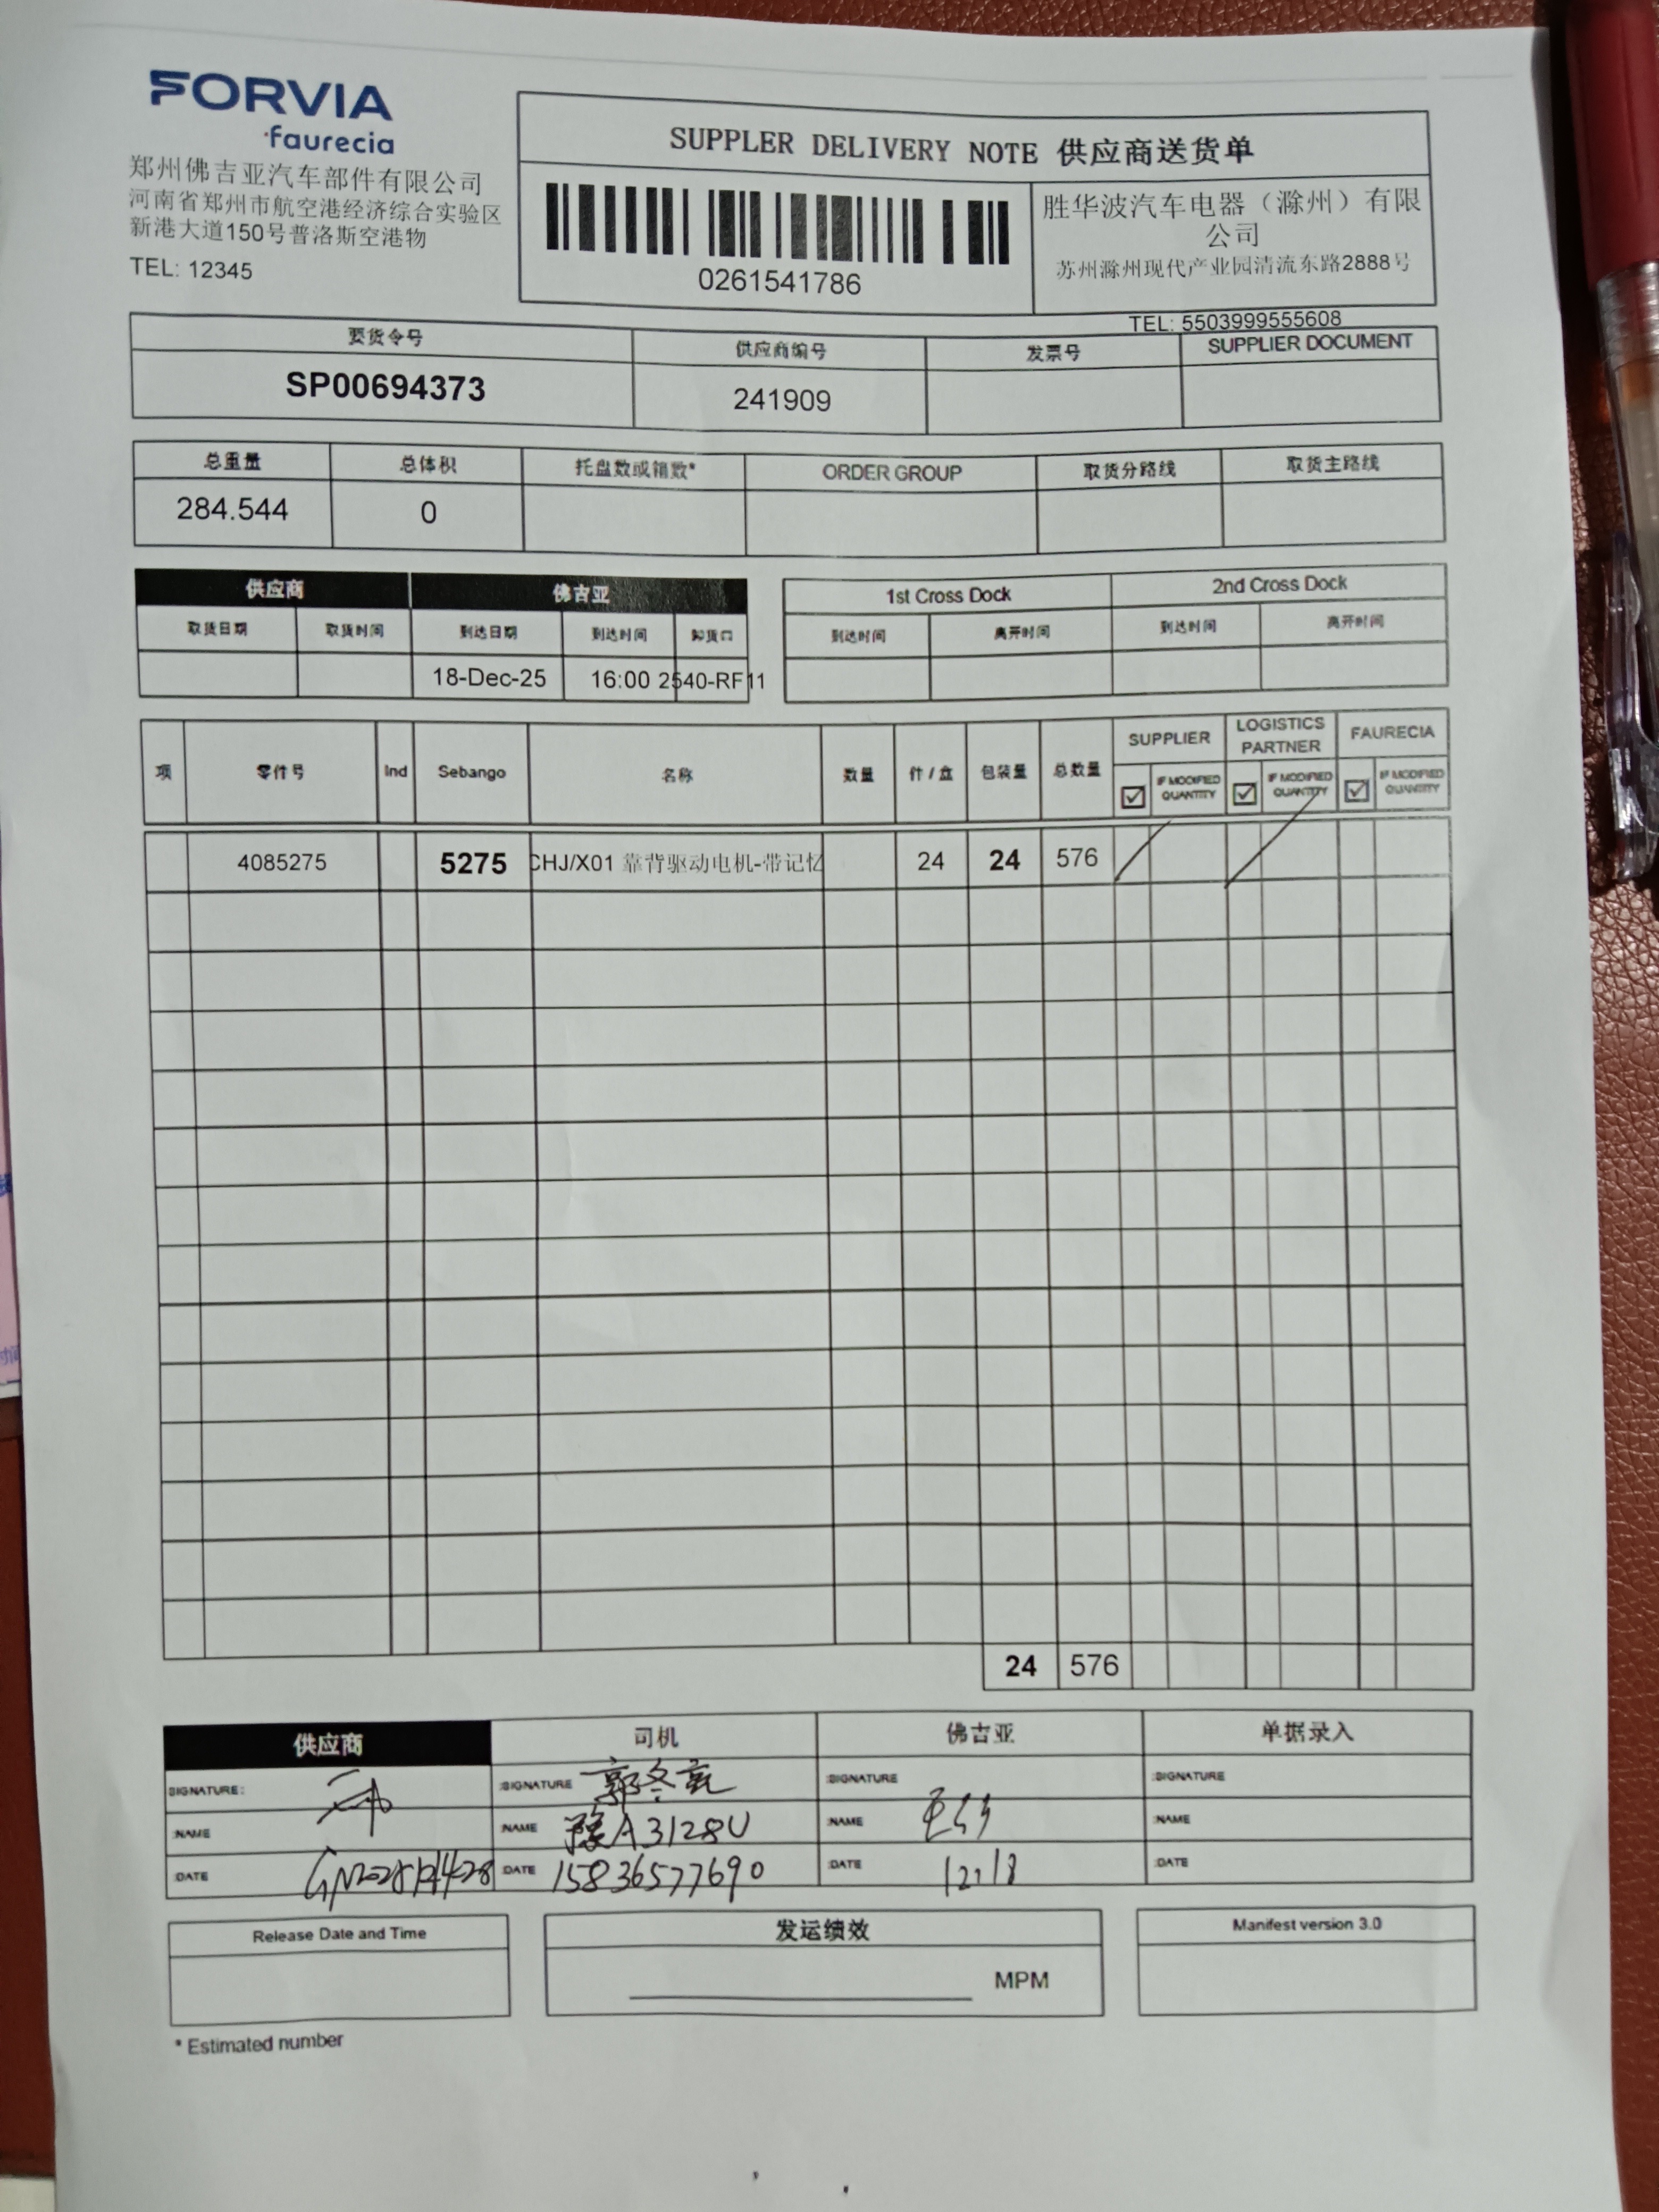 FORVIA
faurecia
郑州佛吉亚汽车部件有限公司
河南省郑州市航空港经济综合实验区
新港大道150号普洛斯空港物
TEL: 12345
SUPPLER DELIVERY NOTE 供应商送货单
0261541786
胜华波汽车电器（滁州）有限
公司
苏州滁州现代产业园清流东路2888号
TEL: 5503999555608
要货令号 供应商编号 发票号 SUPPLIER DOCUMENT
SP00694373 241909
总重量 总体积 托盘数或箱数* ORDER GROUP 取货分路线 取货主路线
284.544 0
供应商 佛吉亚 1st Cross Dock 2nd Cross Dock
取货日期 取货时间 到达日期 到达时间 卸货口 到达时间 离开时间 到达时间 离开时间
18-Dec-25 16:00 2540-RF11
项 零件号 Ind Sebango 名称 数量 件/盒 包装量 总数量 SUPPLIER LOGISTICS PARTNER FAURECIA
IF MODIFIED QUANTITY IF MODIFIED QUANTITY IF MODIFIED QUANTITY
4085275 5275 CHJ/X01 靠背驱动电机-带记忆 24 24 576
24 576
供应商 司机 佛吉亚 单据录入
SIGNATURE: :SIGNATURE 郭冬亮 :SIGNATURE :SIGNATURE
:NAME :NAME 豫A3128U :NAME :NAME
:DATE :DATE 15836577690 :DATE 12.18 :DATE
Release Date and Time 发运绩效 Manifest version 3.0
MPM
* Estimated number